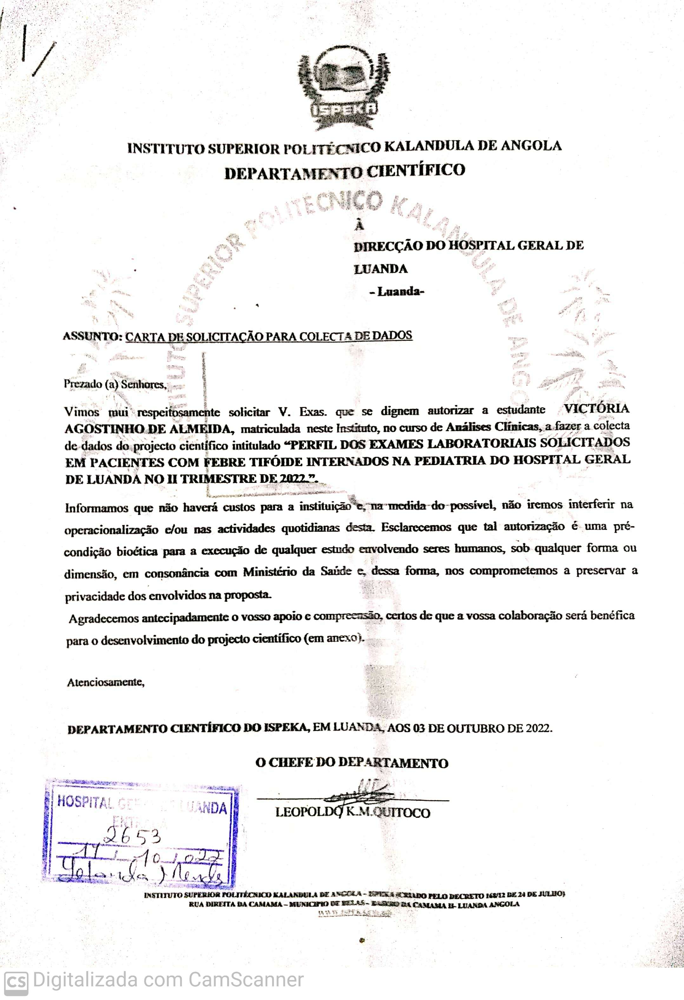 ISPEKA
INSTITUTO SUPERIOR POLITÉCNICO KALANDULA DE ANGOLA
DEPARTAMENTO CIENTÍFICO
SUPERIOR POLITÉCNICO KALANDULA DE ANGO
À
DIRECÇÃO DO HOSPITAL GERAL DE
LUANDA
- Luanda-
ASSUNTO: CARTA DE SOLICITAÇÃO PARA COLECTA DE DADOS
Prezado (a) Senhores,
Vimos mui respeitosamente solicitar V. Exas. que se dignem autorizar a estudante VICTÓRIA
AGOSTINHO DE ALMEIDA, matriculada neste Instituto, no curso de Análises Clínicas, a fazer a colecta
de dados do projecto científico intitulado “PERFIL DOS EXAMES LABORATORIAIS SOLICITADOS
EM PACIENTES COM FEBRE TIFÓIDE INTERNADOS NA PEDIATRIA DO HOSPITAL GERAL
DE LUANDA NO II TRIMESTRE DE 2022.”.
Informamos que não haverá custos para a instituição e, na medida do possível, não iremos interferir na
operacionalização e/ou nas actividades quotidianas desta. Esclarecemos que tal autorização é uma pré-
condição bioética para a execução de qualquer estudo envolvendo seres humanos, sob qualquer forma ou
dimensão, em consonância com Ministério da Saúde e, dessa forma, nos comprometemos a preservar a
privacidade dos envolvidos na proposta.
Agradecemos antecipadamente o vosso apoio e compreensão, certos de que a vossa colaboração será benéfica
para o desenvolvimento do projecto científico (em anexo).
Atenciosamente,
DEPARTAMENTO CIENTÍFICO DO ISPEKA, EM LUANDA, AOS 03 DE OUTUBRO DE 2022.
O CHEFE DO DEPARTAMENTO
LEOPOLDO K.M.QUITOCO
HOSPITAL LUANDA
2653
10 022
Yolanda
INSTITUTO SUPERIOR POLITÉCNICO KALANDULA DE ANGOLA – ISPEKA (CRIADO PELO DECRETO 168/12 DE 24 DE JULHO)
RUA DIREITA DA CAMAMA – MUNICIPIO DE BELAS – BAIRRO DA CAMAMA II- LUANDA ANGOLA
CS Digitalizada com CamScanner